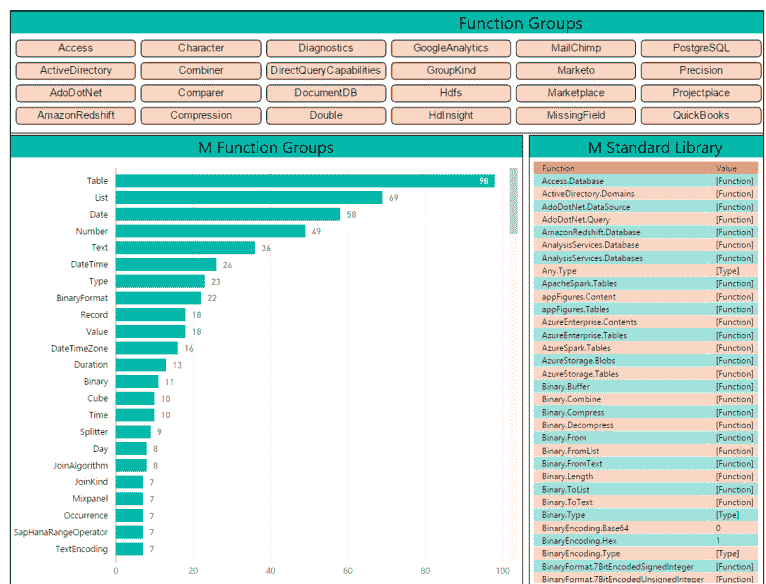 Function Groups
Access Character Diagnostics GoogleAnalytics MailChimp PostgreSQL
ActiveDirectory Combiner DirectQueryCapabilities GroupKind Marketo Precision
AdoDotNet Comparer DocumentDB Hdfs Marketplace Projectplace
AmazonRedshift Compression Double HdInsight MissingField QuickBooks
M Function Groups
Table 98
List 69
Date 58
Number 49
Text 36
DateTime 26
Type 23
BinaryFormat 22
Record 18
Value 18
DateTimeZone 16
Duration 13
Binary 11
Cube 10
Time 10
Splitter 9
Day 8
JoinAlgorithm 8
JoinKind 7
Mixpanel 7
Occurrence 7
SapHanaRangeOperator 7
TextEncoding 7
0 20 40 60 80 100
M Standard Library
Function Value
Access.Database [Function]
ActiveDirectory.Domains [Function]
AdoDotNet.DataSource [Function]
AdoDotNet.Query [Function]
AmazonRedshift.Database [Function]
AnalysisServices.Database [Function]
AnalysisServices.Databases [Function]
Any.Type [Type]
ApacheSpark.Tables [Function]
appFigures.Content [Function]
appFigures.Tables [Function]
AzureEnterprise.Contents [Function]
AzureEnterprise.Tables [Function]
AzureSpark.Tables [Function]
AzureStorage.Blobs [Function]
AzureStorage.Tables [Function]
Binary.Buffer [Function]
Binary.Combine [Function]
Binary.Compress [Function]
Binary.Decompress [Function]
Binary.From [Function]
Binary.FromList [Function]
Binary.FromText [Function]
Binary.Length [Function]
Binary.ToList [Function]
Binary.ToText [Function]
Binary.Type [Type]
BinaryEncoding.Base64 0
BinaryEncoding.Hex 1
BinaryEncoding.Type [Type]
BinaryFormat.7BitEncodedSignedInteger [Function]
BinaryFormat.7BitEncodedUnsignedInteger [Function]